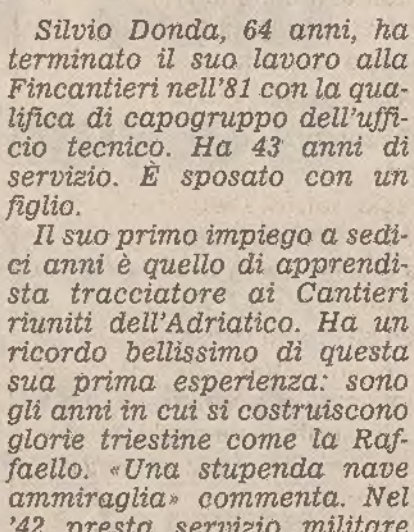 Silvio Donda, 64 anni, ha
terminato il suo lavoro alla
Fincantieri nell'81 con la qua-
lifica di capogruppo dell'uffi-
cio tecnico. Ha 43 anni di
servizio. È sposato con un
figlio.
Il suo primo impiego a sedi-
ci anni è quello di apprendi-
sta tracciatore ai Cantieri
riuniti dell'Adriatico. Ha un
ricordo bellissimo di questa
sua prima esperienza: sono
gli anni in cui si costruiscono
glorie triestine come la Raf-
faello. «Una stupenda nave
ammiraglia» commenta. Nel
'42 presta servizio militare